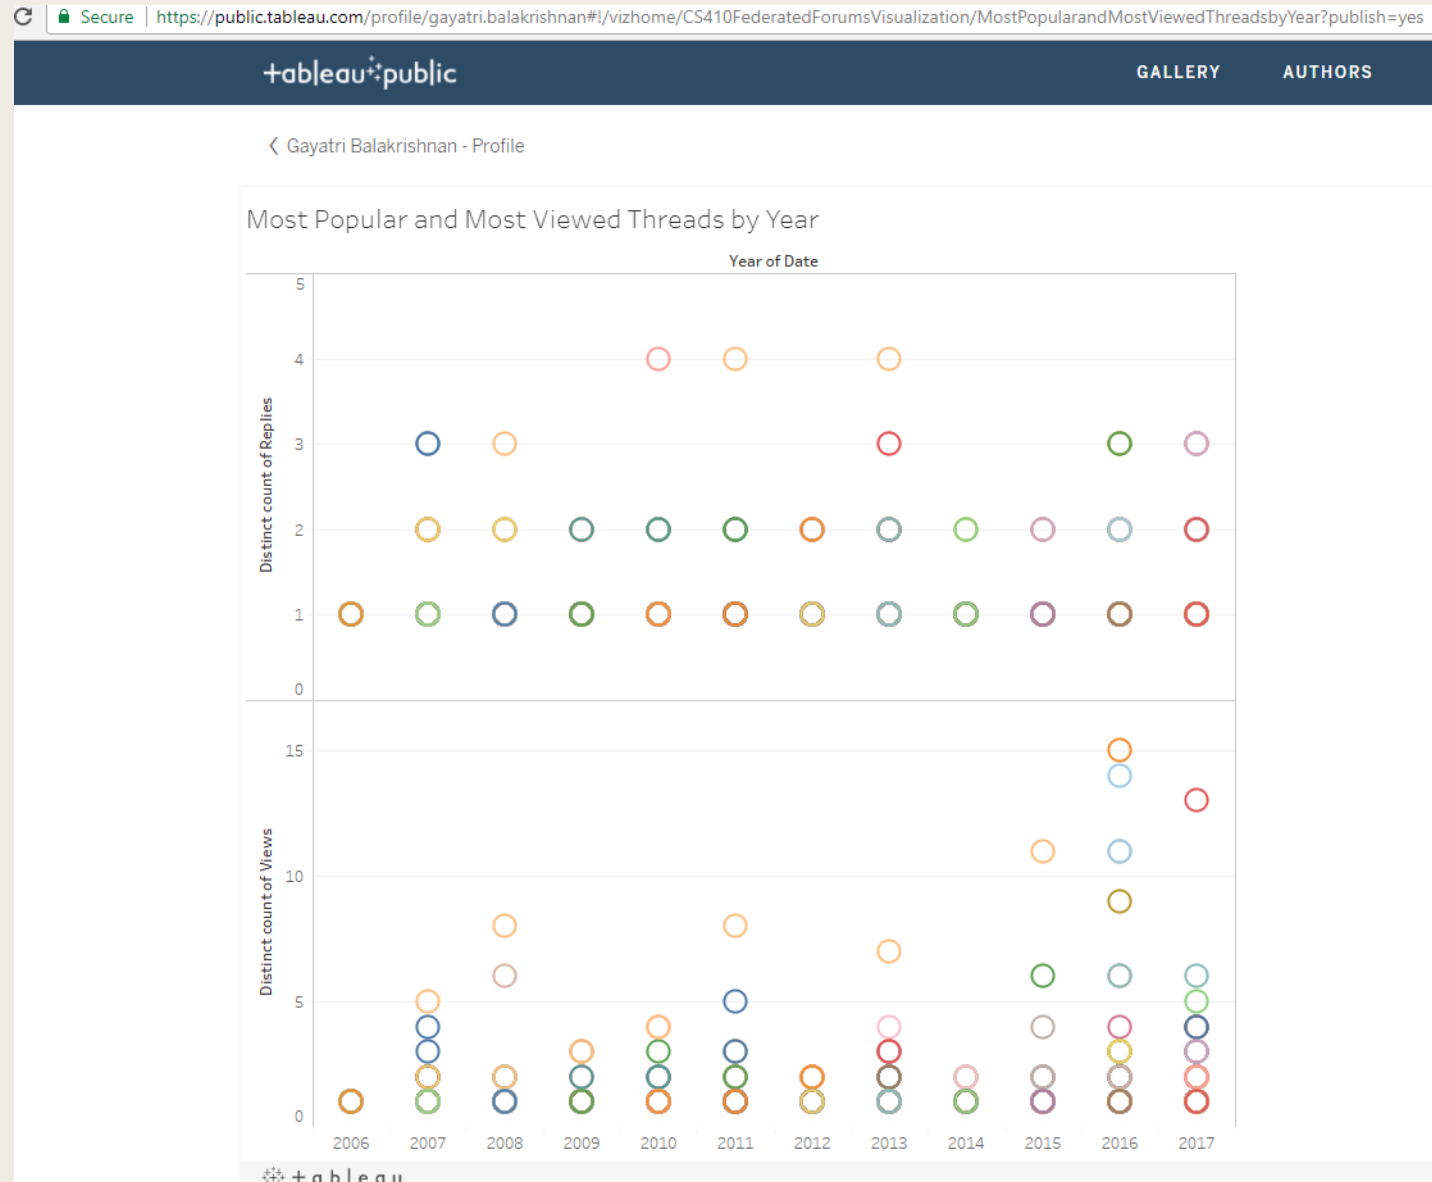 Secure | https://public.tableau.com/profile/gayatri.balakrishnan#!/vizhome/CS410FederatedForumsVisualization/MostPopularandMostViewedThreadsbyYear?publish=yes
+ableau public
GALLERY AUTHORS
Gayatri Balakrishnan - Profile
Most Popular and Most Viewed Threads by Year
Year of Date
Distinct count of Replies
5
4
3
2
1
0
Distinct count of Views
15
10
5
0
2006 2007 2008 2009 2010 2011 2012 2013 2014 2015 2016 2017
+ableau